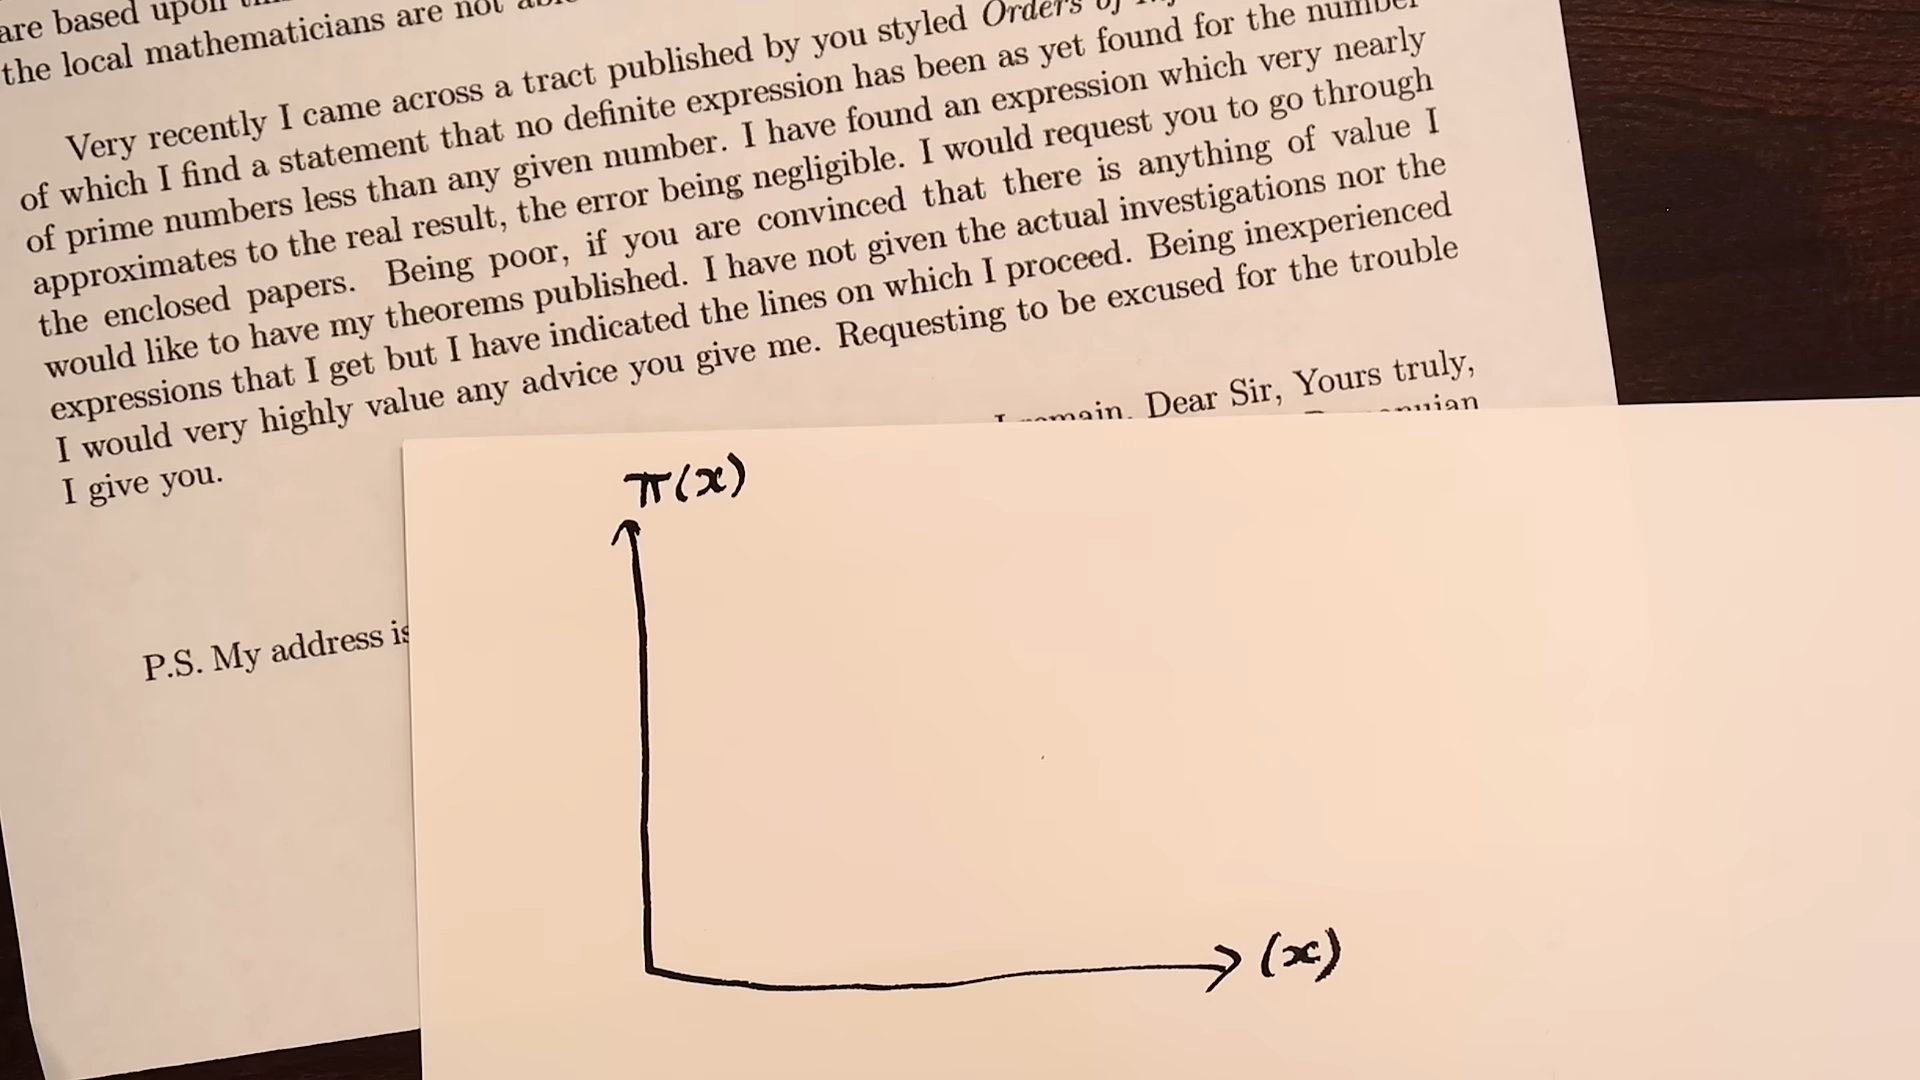 are based upon
the local mathematicians are not
Very recently I came across a tract published by you styled Orders of
of which I find a statement that no definite expression has been as yet found for the number
of prime numbers less than any given number. I have found an expression which very nearly
approximates to the real result, the error being negligible. I would request you to go through
the enclosed papers. Being poor, if you are convinced that there is anything of value I
would like to have my theorems published. I have not given the actual investigations nor the
expressions that I get but I have indicated the lines on which I proceed. Being inexperienced
I would very highly value any advice you give me. Requesting to be excused for the trouble
I give you.
I remain, Dear Sir, Yours truly,
P.S. My address is
π(x)
(x)